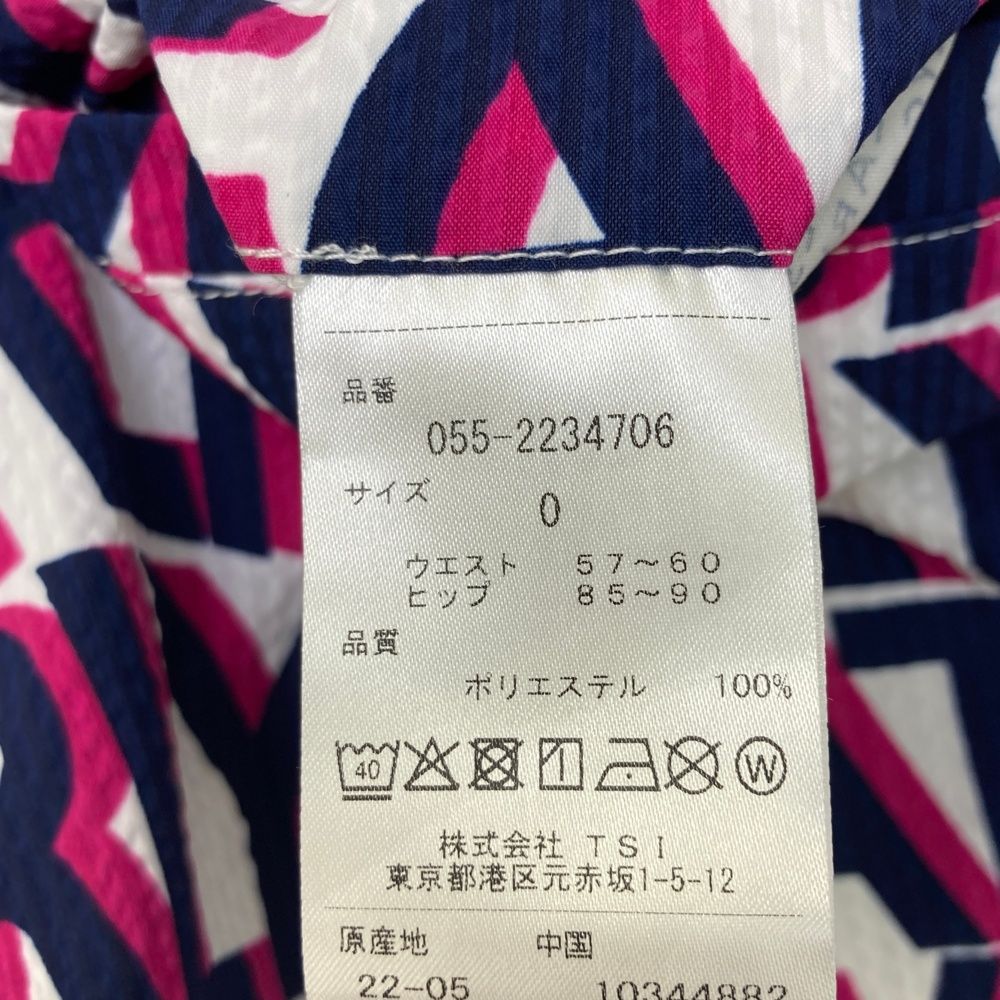 品番
055-2234706
サイズ
0
ウエスト 57～60
ヒップ 85～90
品質
ポリエステル 100%
40 W
株式会社 TSI
東京都港区元赤坂1-5-12
原産地 中国
22-05 10344882